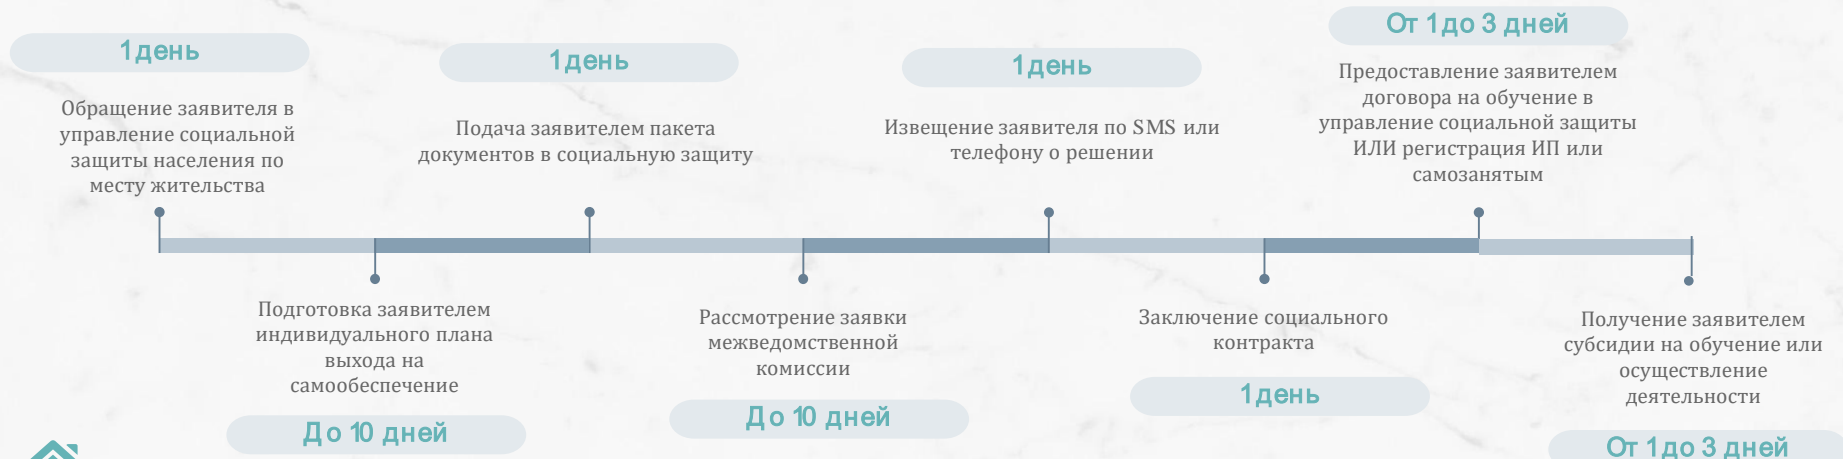 1 день
Обращение заявителя в
управление социальной
защиты населения по
месту жительства
Подготовка заявителем
индивидуального плана
выхода на
самообеспечение
До 10 дней
1 день
Подача заявителем пакета
документов в социальную защиту
Рассмотрение заявки
межведомственной
комиссии
До 10 дней
1 день
Извещение заявителя по SMS или
телефону о решении
Заключение социального
контракта
1 день
От 1 до 3 дней
Предоставление заявителем
договора на обучение в
управление социальной защиты
ИЛИ регистрация ИП или
самозанятым
Получение заявителем
субсидии на обучение или
осуществление
деятельности
От 1 до 3 дней